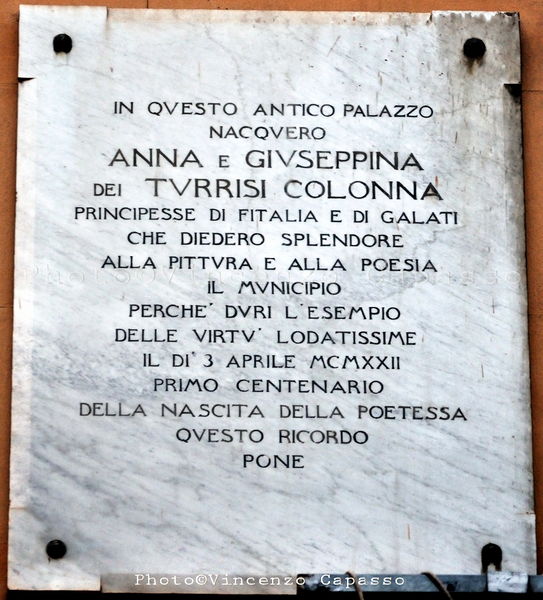 IN QVESTO ANTICO PALAZZO
NACQVERO
ANNA E GIVSEPPINA
DEI TVRRISI COLONNA
PRINCIPESSE DI FITALIA E DI GALATI
CHE DIEDERO SPLENDORE
ALLA PITTVRA E ALLA POESIA
IL MVNICIPIO
PERCHE' DVRI L'ESEMPIO
DELLE VIRTV' LODATISSIME
IL DI' 3 APRILE MCMXXII
PRIMO CENTENARIO
DELLA NASCITA DELLA POETESSA
QVESTO RICORDO
PONE
Photo©Vincenzo Capasso